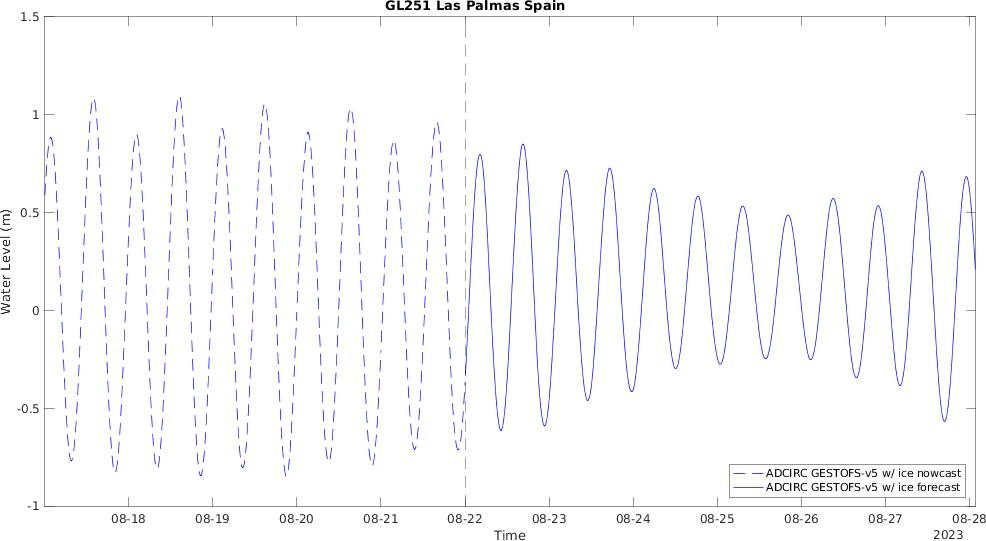 GL251 Las Palmas Spain
1.5
1
0.5
0
-0.5
-1
Water Level (m)
08-18 08-19 08-20 08-21 08-22 08-23 08-24 08-25 08-26 08-27 08-28
Time
2023
ADCIRC GESTOFS-v5 w/ ice nowcast
ADCIRC GESTOFS-v5 w/ ice forecast